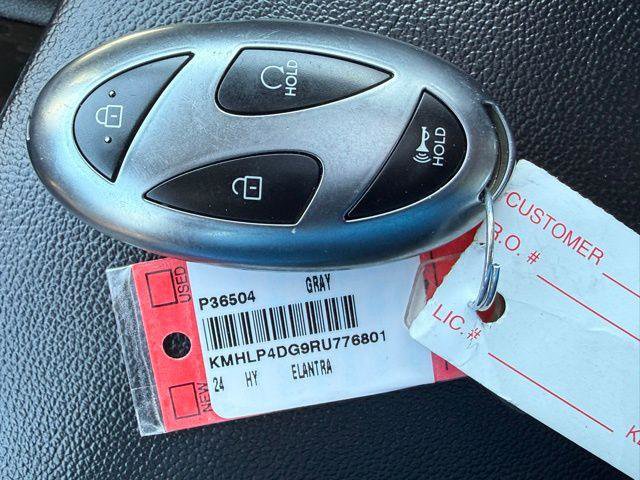 HOLD
HOLD
USED
NEW
P36504 GRAY
KMHLP4DG9RU776801
24 HY ELANTRA
CUSTOMER
R.O. #
LIC. #